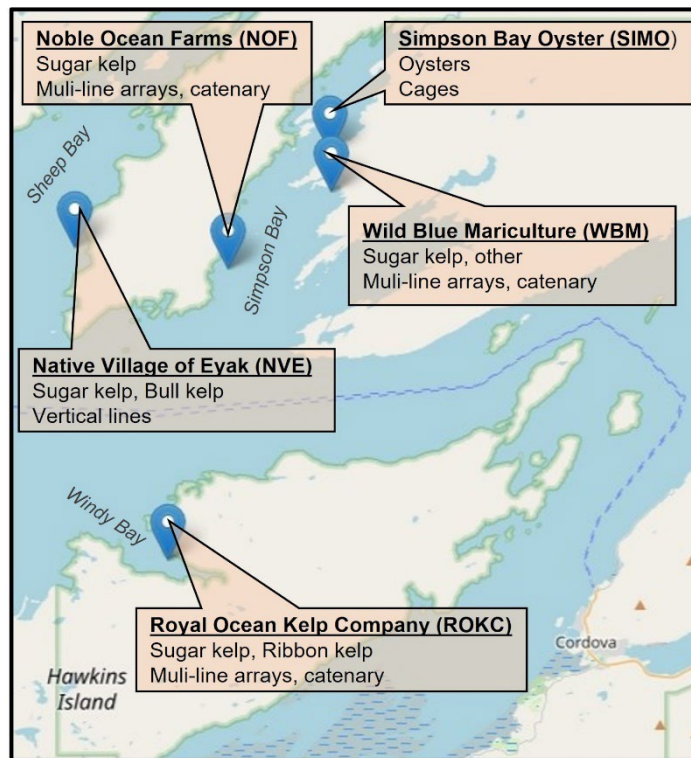 Noble Ocean Farms (NOF)
Sugar kelp
Muli-line arrays, catenary
Simpson Bay Oyster (SIMO)
Oysters
Cages
Sheep Bay
Simpson Bay
Wild Blue Mariculture (WBM)
Sugar kelp, other
Muli-line arrays, catenary
Native Village of Eyak (NVE)
Sugar kelp, Bull kelp
Vertical lines
Windy Bay
Royal Ocean Kelp Company (ROKC)
Sugar kelp, Ribbon kelp
Muli-line arrays, catenary
Cordova
Hawkins
Island